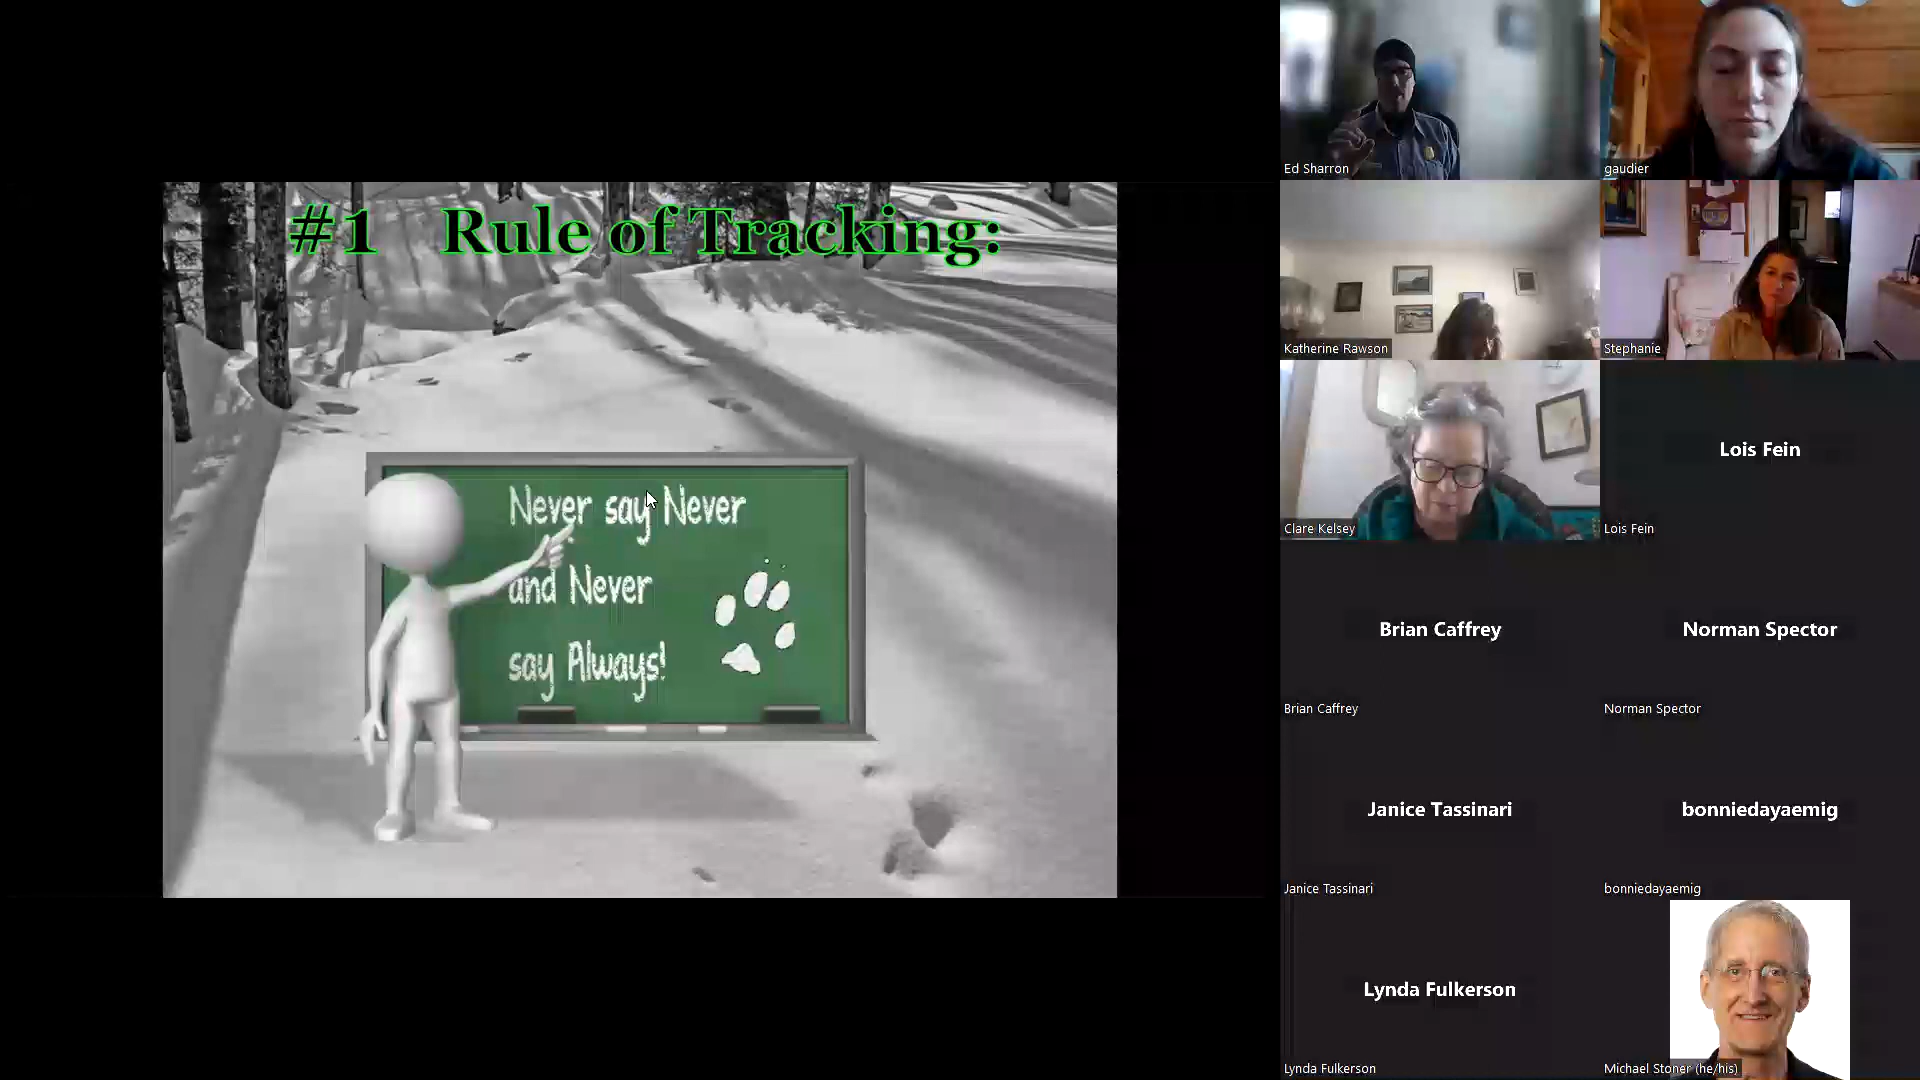 #1 Rule of Tracking:
Never say Never
and Never
say Always!
Ed Sharron
gaudier
Katherine Rawson
Stephanie
Clare Kelsey
Lois Fein
Lois Fein
Brian Caffrey
Norman Spector
Brian Caffrey
Norman Spector
Janice Tassinari
bonniedayaemig
Janice Tassinari
bonniedayaemig
Lynda Fulkerson
Lynda Fulkerson
Michael Stoner (he/his)